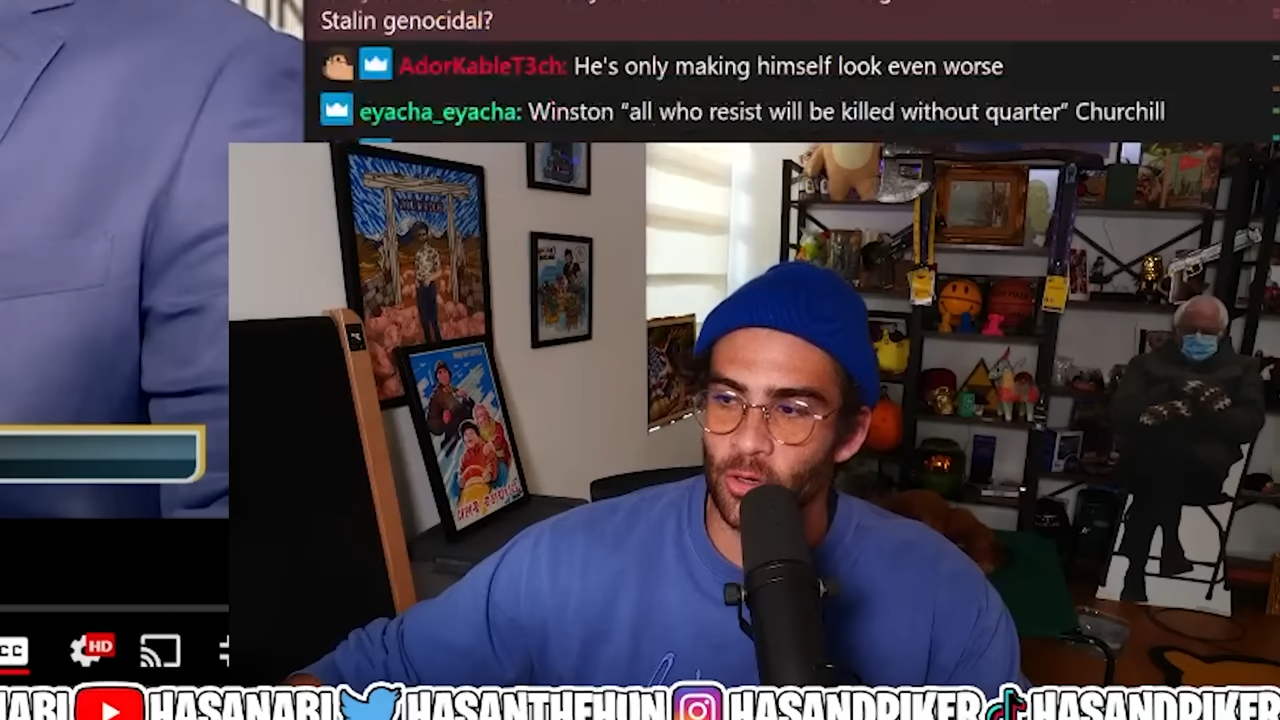 Stalin genocidal?
AdorKableT3ch: He's only making himself look even worse
eyacha_eyacha: Winston “all who resist will be killed without quarter” Churchill
CC
HD
HASANABI HASANTHEHUN HASANDPIKER HASANDPIKER